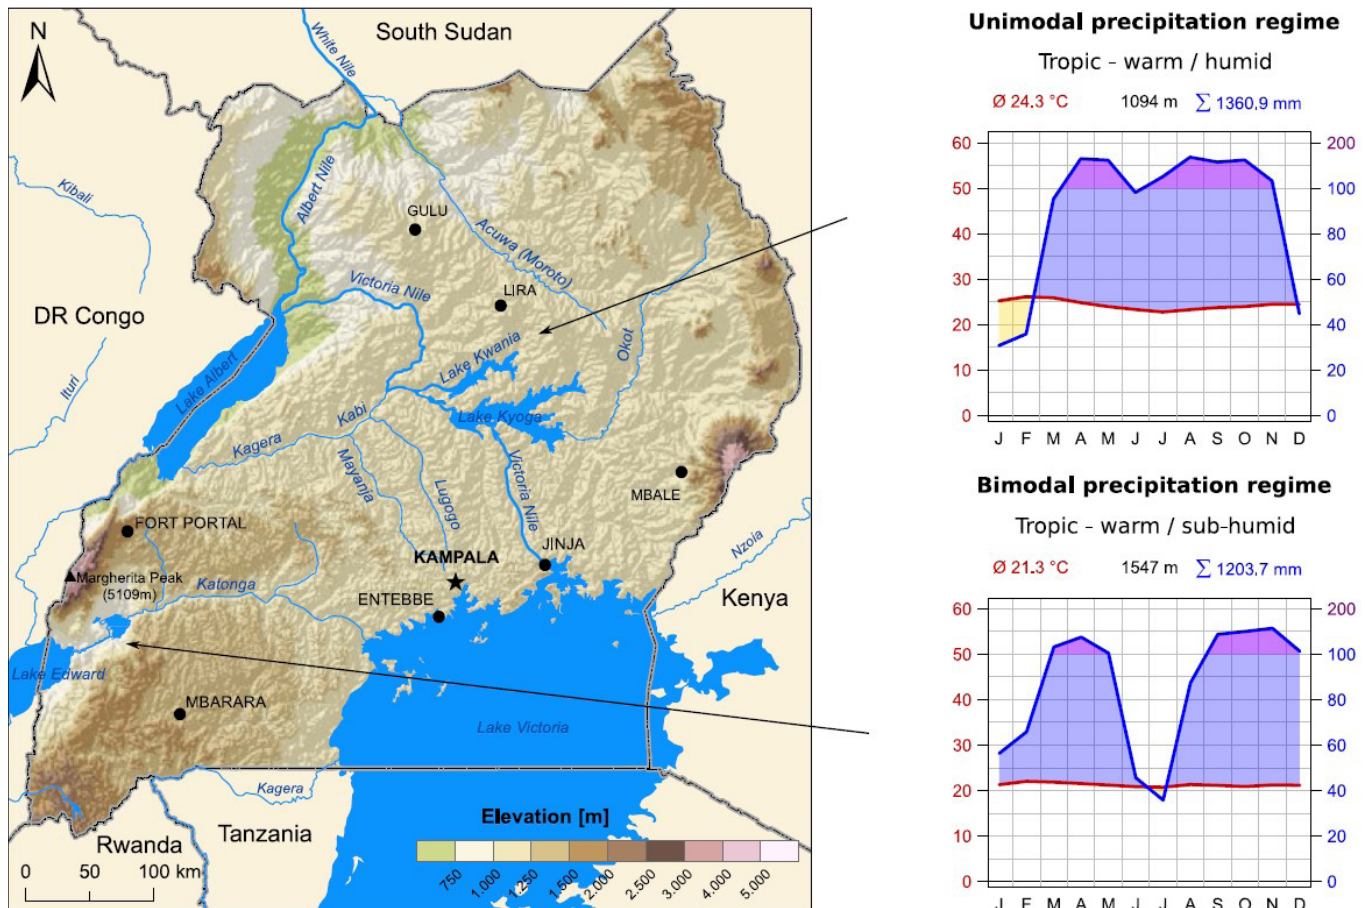 N
South Sudan
White Nile
Albert Nile
Kibali
GULU
Acuwa (Moroto)
Victoria Nile
LIRA
DR Congo
Okot
Lake Kwania
Lake Albert
Ituri
Lake Kyoga
Kabi
Kagera
Mayanja
Lugogo
Victoria Nile
MBALE
FORT PORTAL
KAMPALA
JINJA
Nzoia
Margherita Peak
(5109m)
Katonga
ENTEBBE
Kenya
Lake Edward
MBARARA
Lake Victoria
Kagera
Rwanda
Tanzania
Elevation [m]
750 1.000 1.250 1.500 2.000 2.500 3.000 4.000 5.000
0 50 100 km
Unimodal precipitation regime
Tropic - warm / humid
Ø 24.3 °C 1094 m ∑ 1360,9 mm
60 200
50 100
40 80
30 60
20 40
10 20
0 0
J F M A M J J A S O N D
Bimodal precipitation regime
Tropic - warm / sub-humid
Ø 21.3 °C 1547 m ∑ 1203,7 mm
60 200
50 100
40 80
30 60
20 40
10 20
0 0
J F M A M J J A S O N D